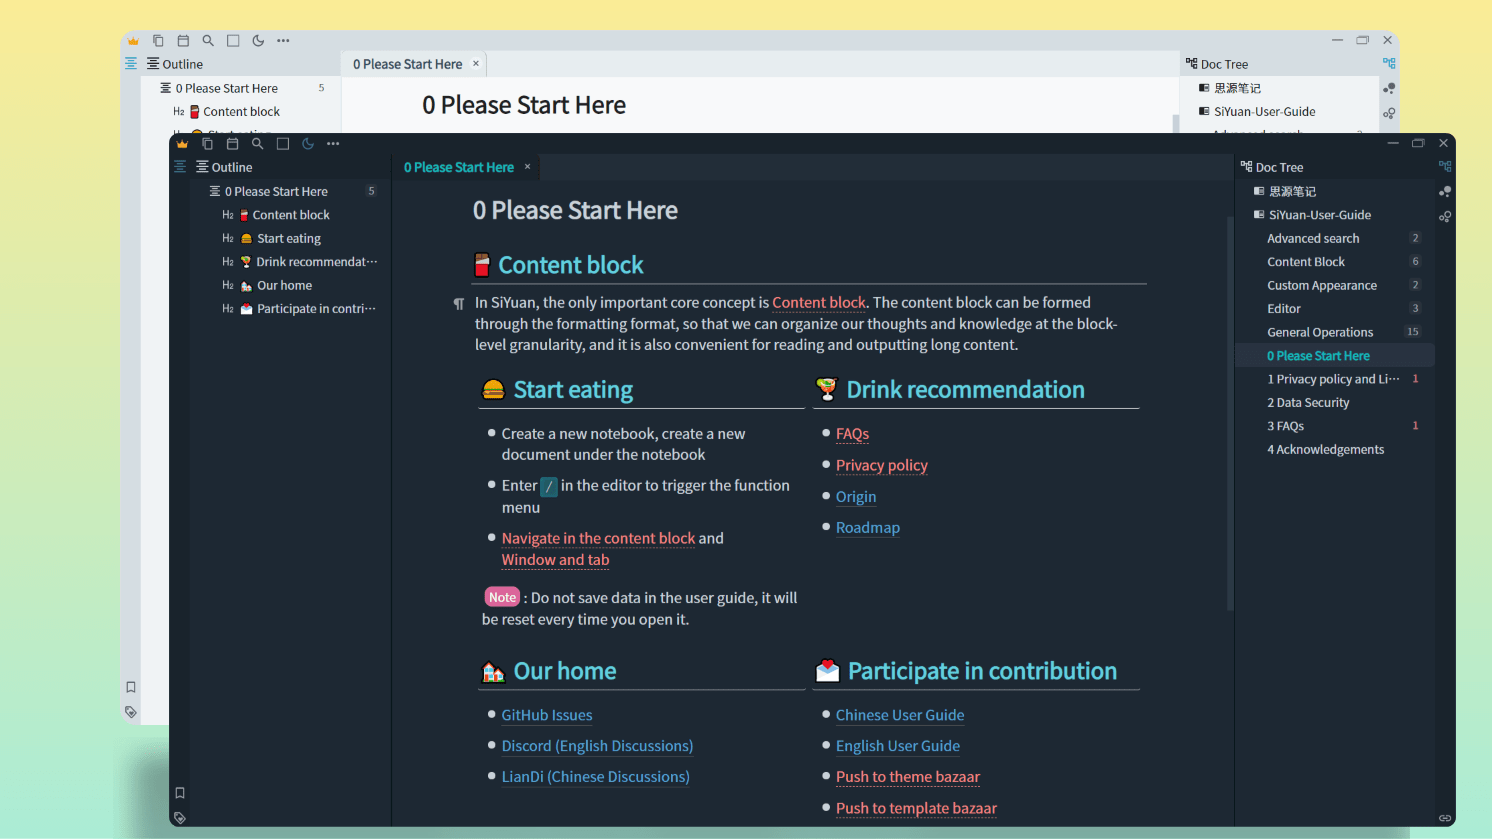 Outline
0 Please Start Here
Doc Tree
0 Please Start Here 5
思源笔记
H2 Content block
0 Please Start Here
SiYuan-User-Guide
Outline
0 Please Start Here
Doc Tree
0 Please Start Here 5
H2 Content block
H2 Start eating
H2 Drink recommendat···
H2 Our home
H2 Participate in contri···
0 Please Start Here
Content block
In SiYuan, the only important core concept is Content block. The content block can be formed
through the formatting format, so that we can organize our thoughts and knowledge at the block-
level granularity, and it is also convenient for reading and outputting long content.
Start eating
Create a new notebook, create a new
document under the notebook
Enter / in the editor to trigger the function
menu
Navigate in the content block and
Window and tab
Note : Do not save data in the user guide, it will
be reset every time you open it.
Drink recommendation
FAQs
Privacy policy
Origin
Roadmap
Our home
GitHub Issues
Discord (English Discussions)
LianDi (Chinese Discussions)
Participate in contribution
Chinese User Guide
English User Guide
Push to theme bazaar
Push to template bazaar
思源笔记
SiYuan-User-Guide
Advanced search 2
Content Block 6
Custom Appearance 2
Editor 3
General Operations 15
0 Please Start Here
1 Privacy policy and Li··· 1
2 Data Security
3 FAQs 1
4 Acknowledgements